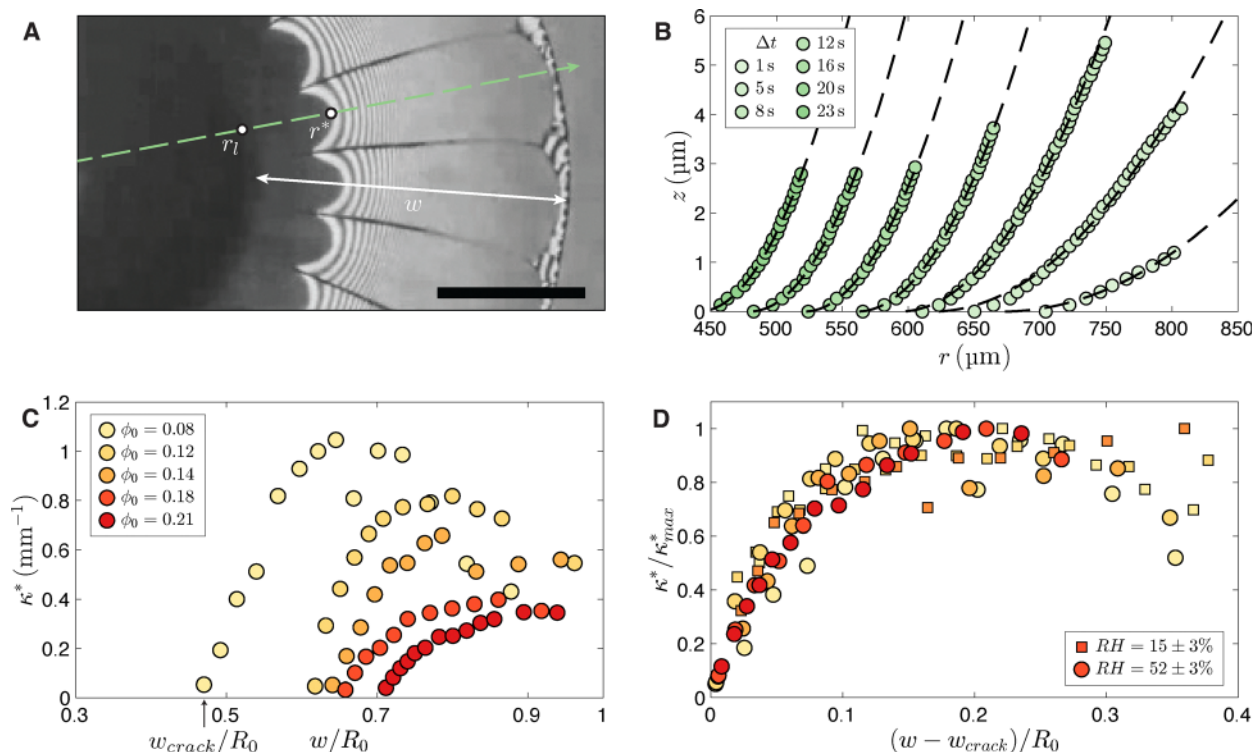 A
r_l
r*
w
B
Δt
1 s
5 s
8 s
12 s
16 s
20 s
23 s
z (µm)
6
5
4
3
2
1
0
450 500 550 600 650 700 750 800 850
r (µm)
C
ϕ₀ = 0.08
ϕ₀ = 0.12
ϕ₀ = 0.14
ϕ₀ = 0.18
ϕ₀ = 0.21
κ* (mm⁻¹)
1.2
1
0.8
0.6
0.4
0.2
0
0.3 0.5 0.7 0.9 1
w_crack/R₀ w/R₀
D
κ*/κ*_max
1
0.8
0.6
0.4
0.2
0
RH = 15 ± 3%
RH = 52 ± 3%
0 0.1 0.2 0.3 0.4
(w − w_crack)/R₀